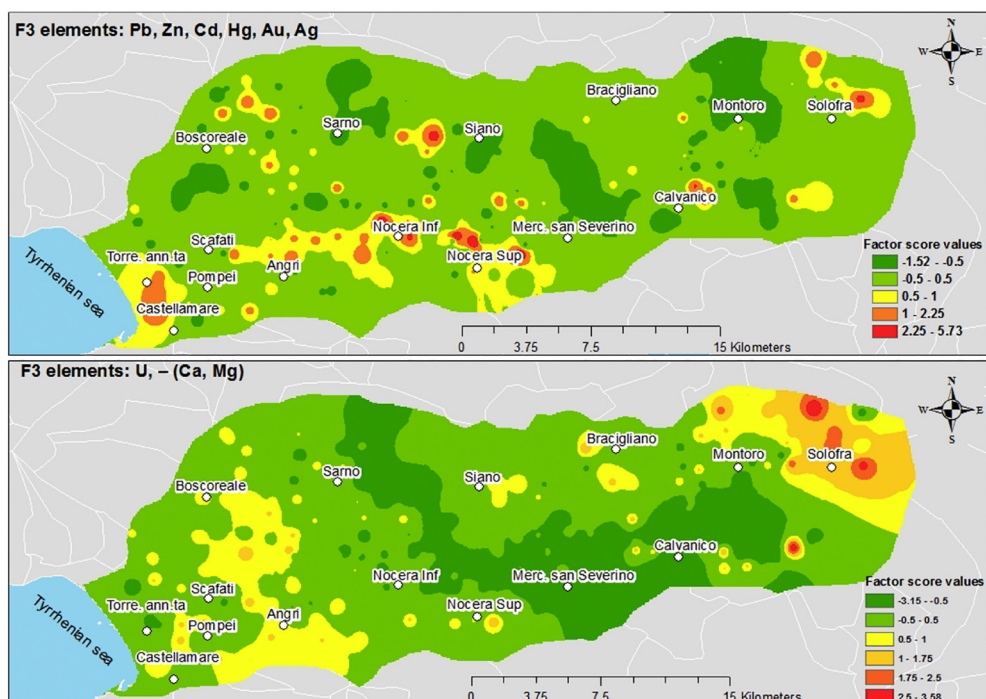 F3 elements: Pb, Zn, Cd, Hg, Au, Ag
N
W E
S
Bracigliano
Montoro
Solofra
Sarno
Siano
Boscoreale
Calvanico
Nocera Inf
Merc. san Severino
Scafati
Torre. ann.ta
Nocera Sup
Angri
Pompei
Tyrrhenian sea
Castellamare
Factor score values
-1.52 - -0.5
-0.5 - 0.5
0.5 - 1
1 - 2.25
2.25 - 5.73
0 3.75 7.5 15 Kilometers
F3 elements: U, – (Ca, Mg)
N
W E
S
Bracigliano
Montoro
Solofra
Sarno
Siano
Boscoreale
Calvanico
Nocera Inf
Merc. san Severino
Scafati
Torre. ann.ta
Nocera Sup
Angri
Pompei
Tyrrhenian sea
Castellamare
Factor score values
-3.15 - -0.5
-0.5 - 0.5
0.5 - 1
1 - 1.75
1.75 - 2.5
2.5 - 3.58
0 3.75 7.5 15 Kilometers